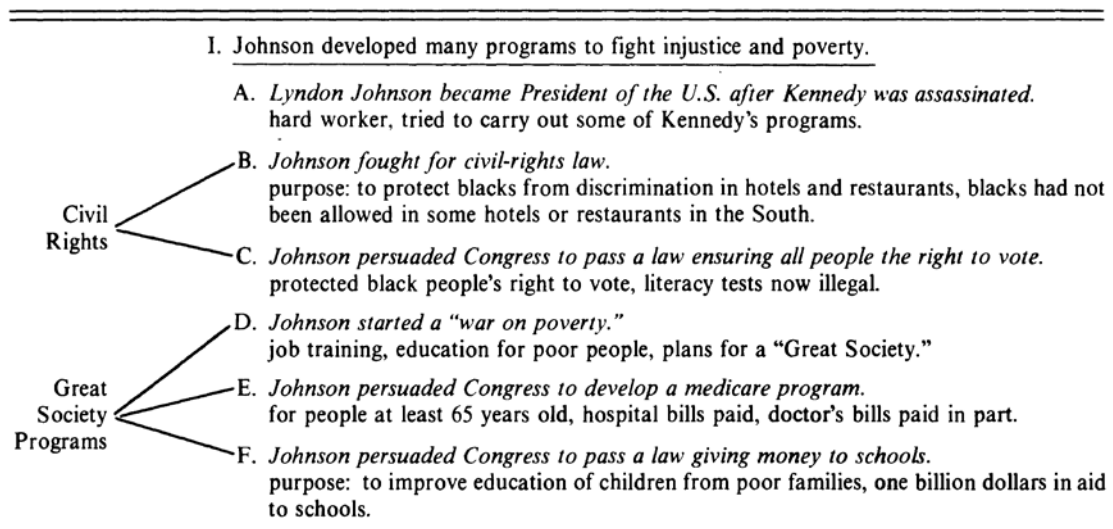 I. Johnson developed many programs to fight injustice and poverty.
A. Lyndon Johnson became President of the U.S. after Kennedy was assassinated.
hard worker, tried to carry out some of Kennedy's programs.
B. Johnson fought for civil-rights law.
purpose: to protect blacks from discrimination in hotels and restaurants, blacks had not
been allowed in some hotels or restaurants in the South.
Civil
Rights
C. Johnson persuaded Congress to pass a law ensuring all people the right to vote.
protected black people's right to vote, literacy tests now illegal.
D. Johnson started a “war on poverty.”
job training, education for poor people, plans for a “Great Society.”
Great
Society
Programs
E. Johnson persuaded Congress to develop a medicare program.
for people at least 65 years old, hospital bills paid, doctor's bills paid in part.
F. Johnson persuaded Congress to pass a law giving money to schools.
purpose: to improve education of children from poor families, one billion dollars in aid
to schools.